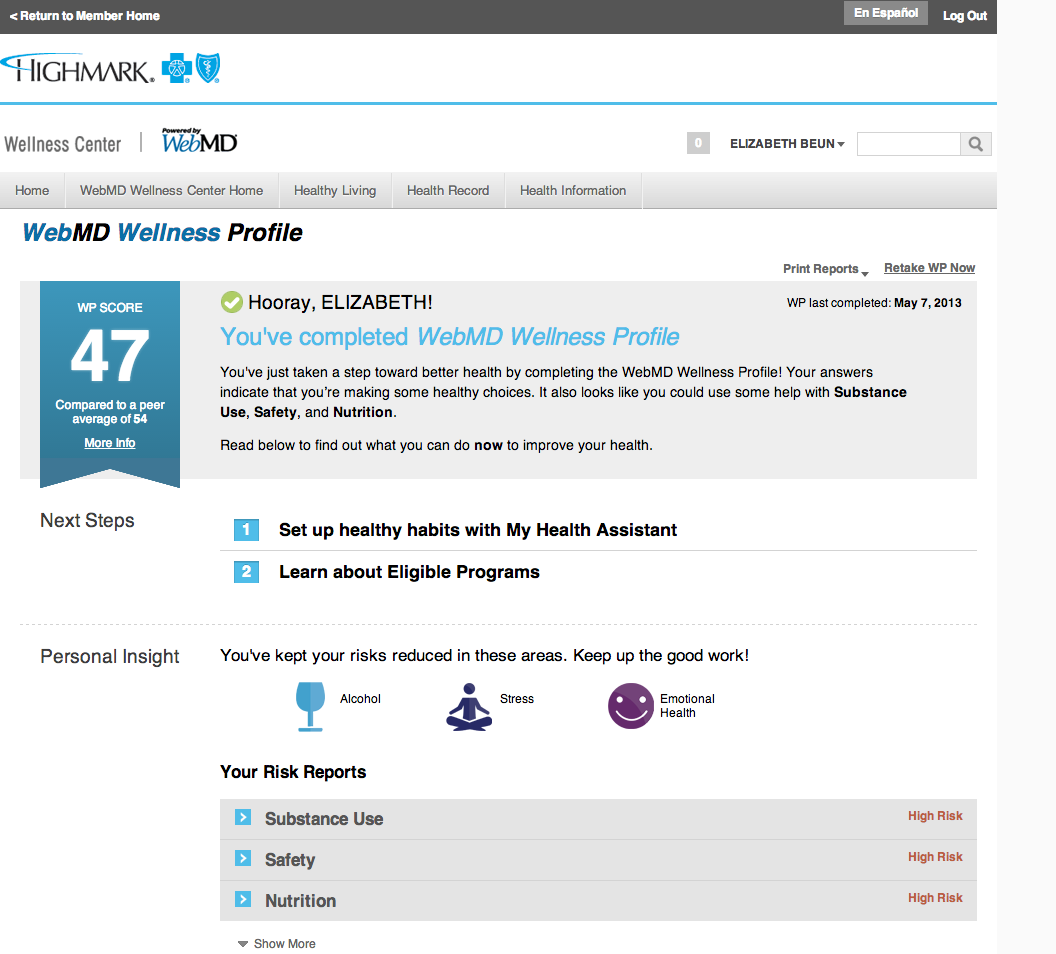 < Return to Member Home
En Español
Log Out
HIGHMARK®
Wellness Center
Powered by
WebMD
0
ELIZABETH BEUN
Home
WebMD Wellness Center Home
Healthy Living
Health Record
Health Information
WebMD Wellness Profile
Print Reports
Retake WP Now
WP SCORE
47
Compared to a peer
average of 54
More Info
Hooray, ELIZABETH!
WP last completed: May 7, 2013
You've completed WebMD Wellness Profile
You've just taken a step toward better health by completing the WebMD Wellness Profile! Your answers
indicate that you're making some healthy choices. It also looks like you could use some help with Substance
Use, Safety, and Nutrition.
Read below to find out what you can do now to improve your health.
Next Steps
1 Set up healthy habits with My Health Assistant
2 Learn about Eligible Programs
Personal Insight
You've kept your risks reduced in these areas. Keep up the good work!
Alcohol
Stress
Emotional
Health
Your Risk Reports
Substance Use High Risk
Safety High Risk
Nutrition High Risk
Show More